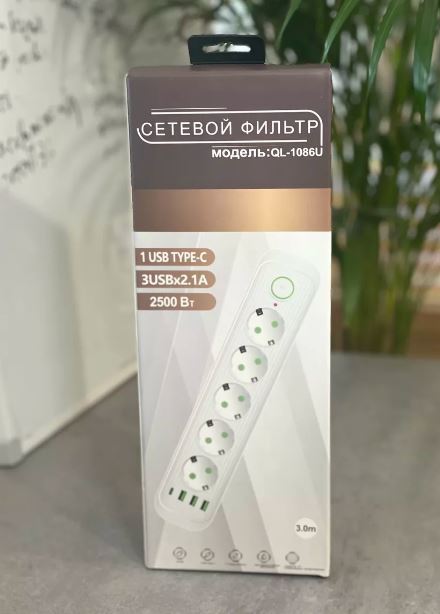 СЕТЕВОЙ ФИЛЬТР
модель:QL-1086U
1 USB TYPE-C
3USBx2.1A
2500 Вт
3.0m